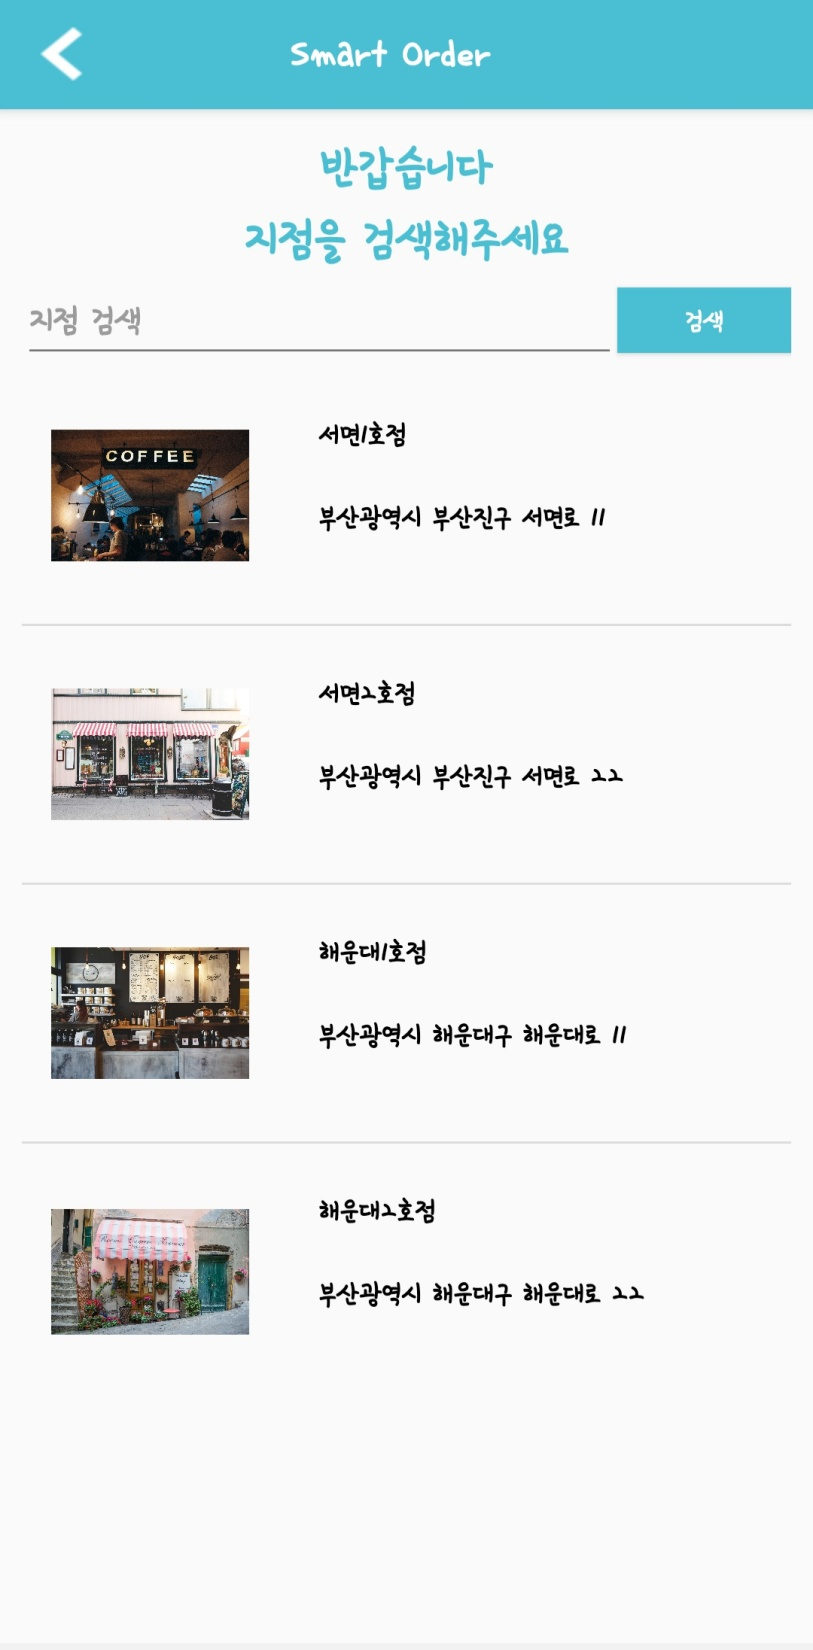 Smart Order
반갑습니다
지점을 검색해주세요
지점 검색
검색
COFFEE
서면1호점
부산광역시 부산진구 서면로 11
서면2호점
부산광역시 부산진구 서면로 22
해운대1호점
부산광역시 해운대구 해운대로 11
해운대2호점
부산광역시 해운대구 해운대로 22